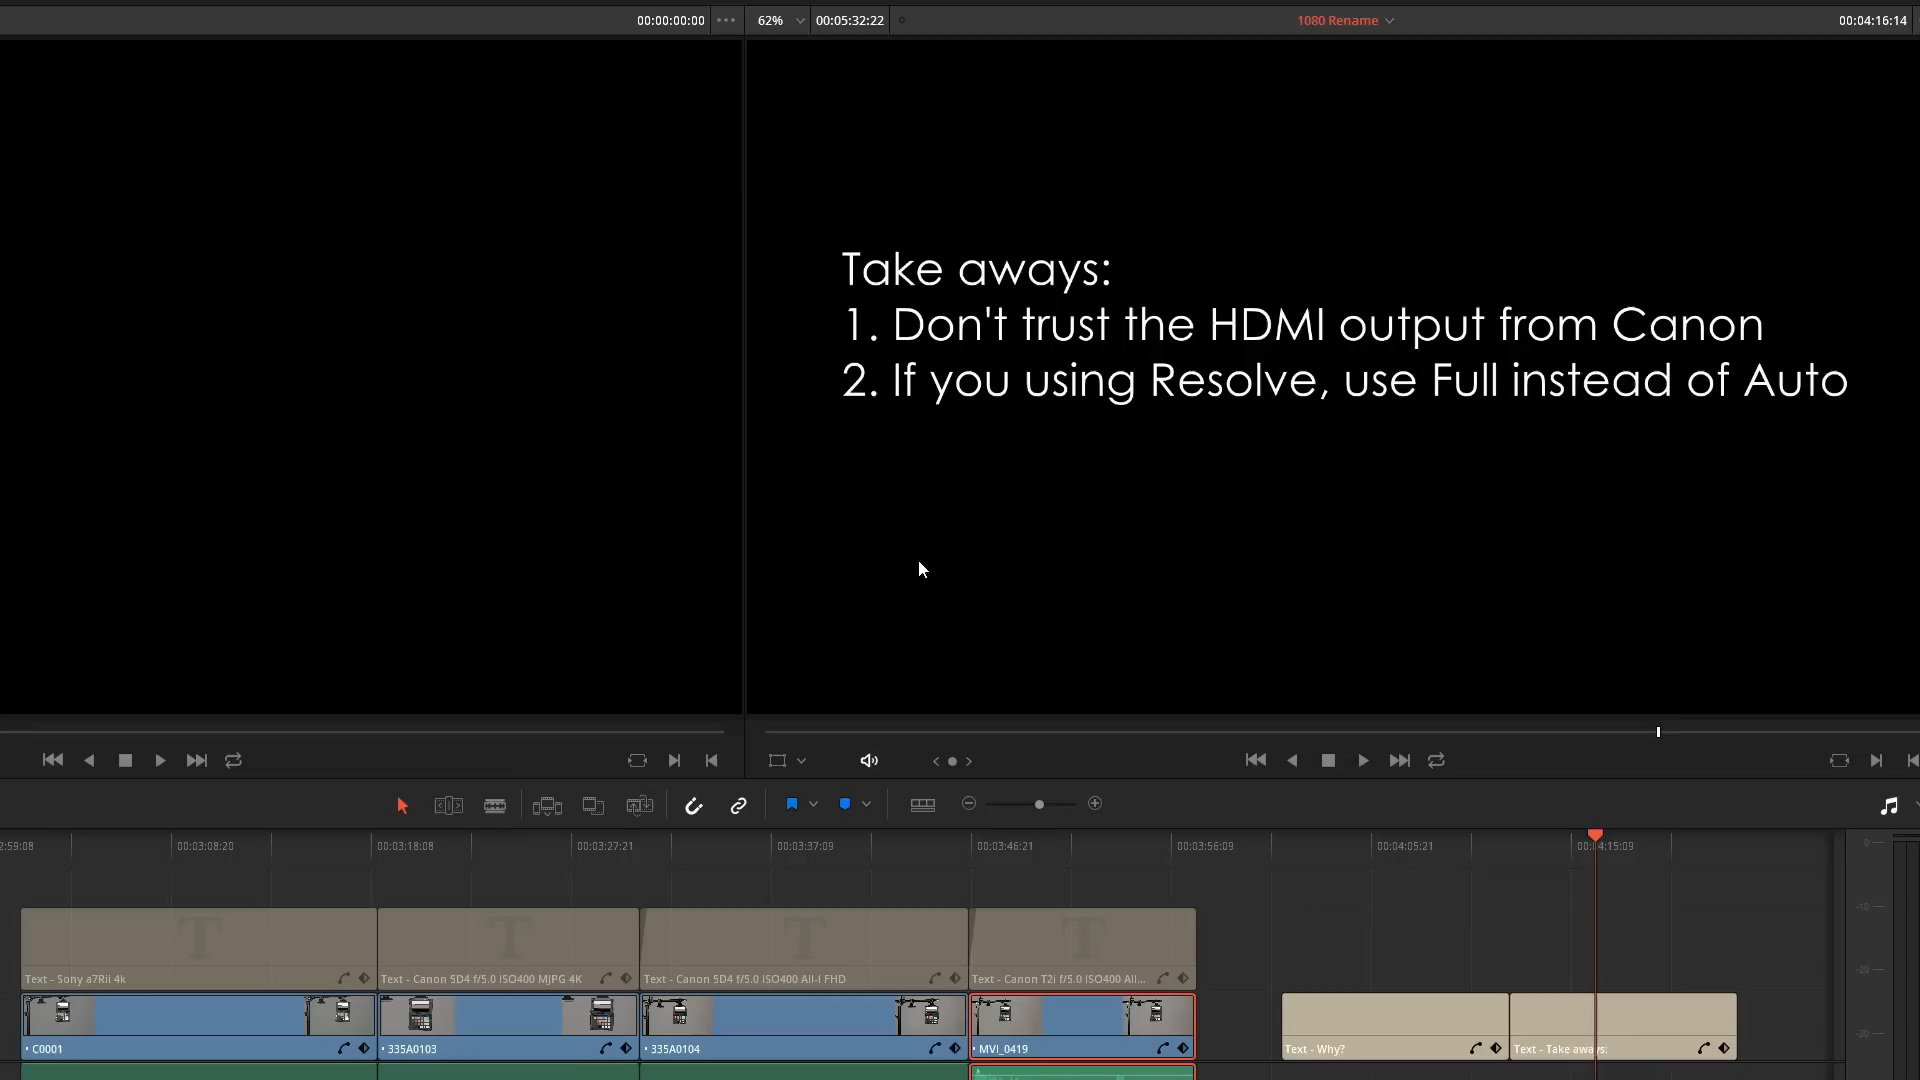 00:00:00:00
62%
00:05:32:22
1080 Rename
00:04:16:14
Take aways:
1. Don't trust the HDMI output from Canon
2. If you using Resolve, use Full instead of Auto
2:59:08
00:03:08:20
00:03:18:08
00:03:27:21
00:03:37:09
00:03:46:21
00:03:56:09
00:04:05:21
00:04:15:09
0
-10
-20
-30
Text - Sony a7Rii 4k
Text - Canon 5D4 f/5.0 ISO400 MJPG 4K
Text - Canon 5D4 f/5.0 ISO400 All-I FHD
Text - Canon T2i f/5.0 ISO400 All...
C0001
335A0103
335A0104
MVI_0419
Text - Why?
Text - Take aways: